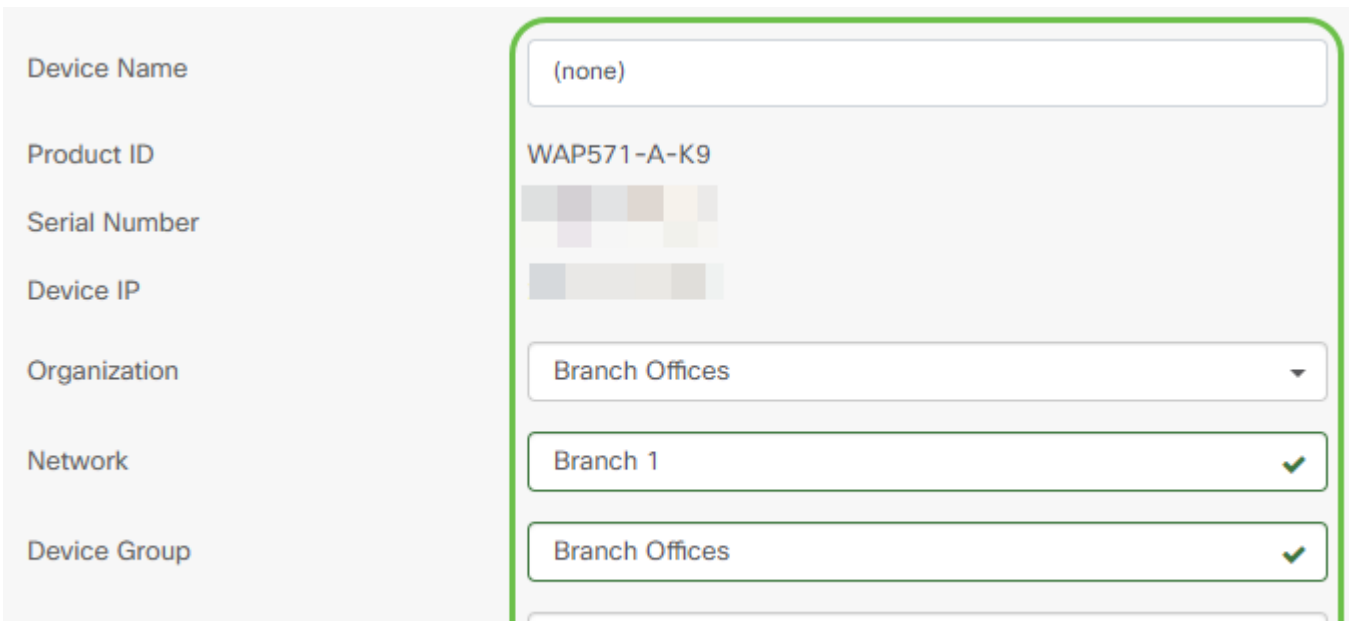 Device Name
(none)
Product ID
WAP571-A-K9
Serial Number
Device IP
Organization
Branch Offices
Network
Branch 1
Device Group
Branch Offices